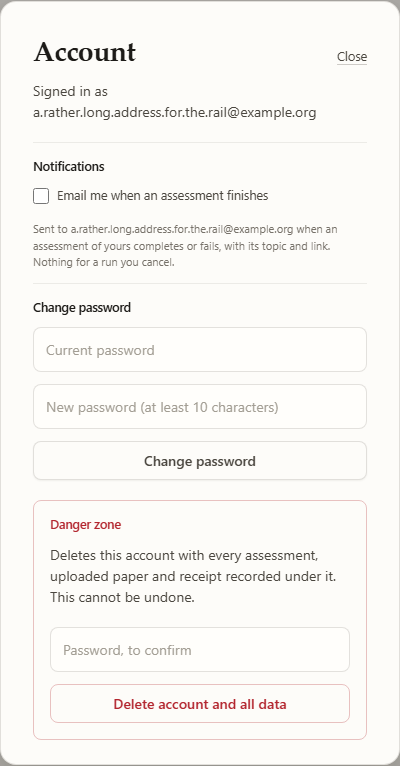 Account
Close
Signed in as
a.rather.long.address.for.the.rail@example.org
Notifications
Email me when an assessment finishes
Sent to a.rather.long.address.for.the.rail@example.org when an
assessment of yours completes or fails, with its topic and link.
Nothing for a run you cancel.
Change password
Current password
New password (at least 10 characters)
Change password
Danger zone
Deletes this account with every assessment,
uploaded paper and receipt recorded under it.
This cannot be undone.
Password, to confirm
Delete account and all data